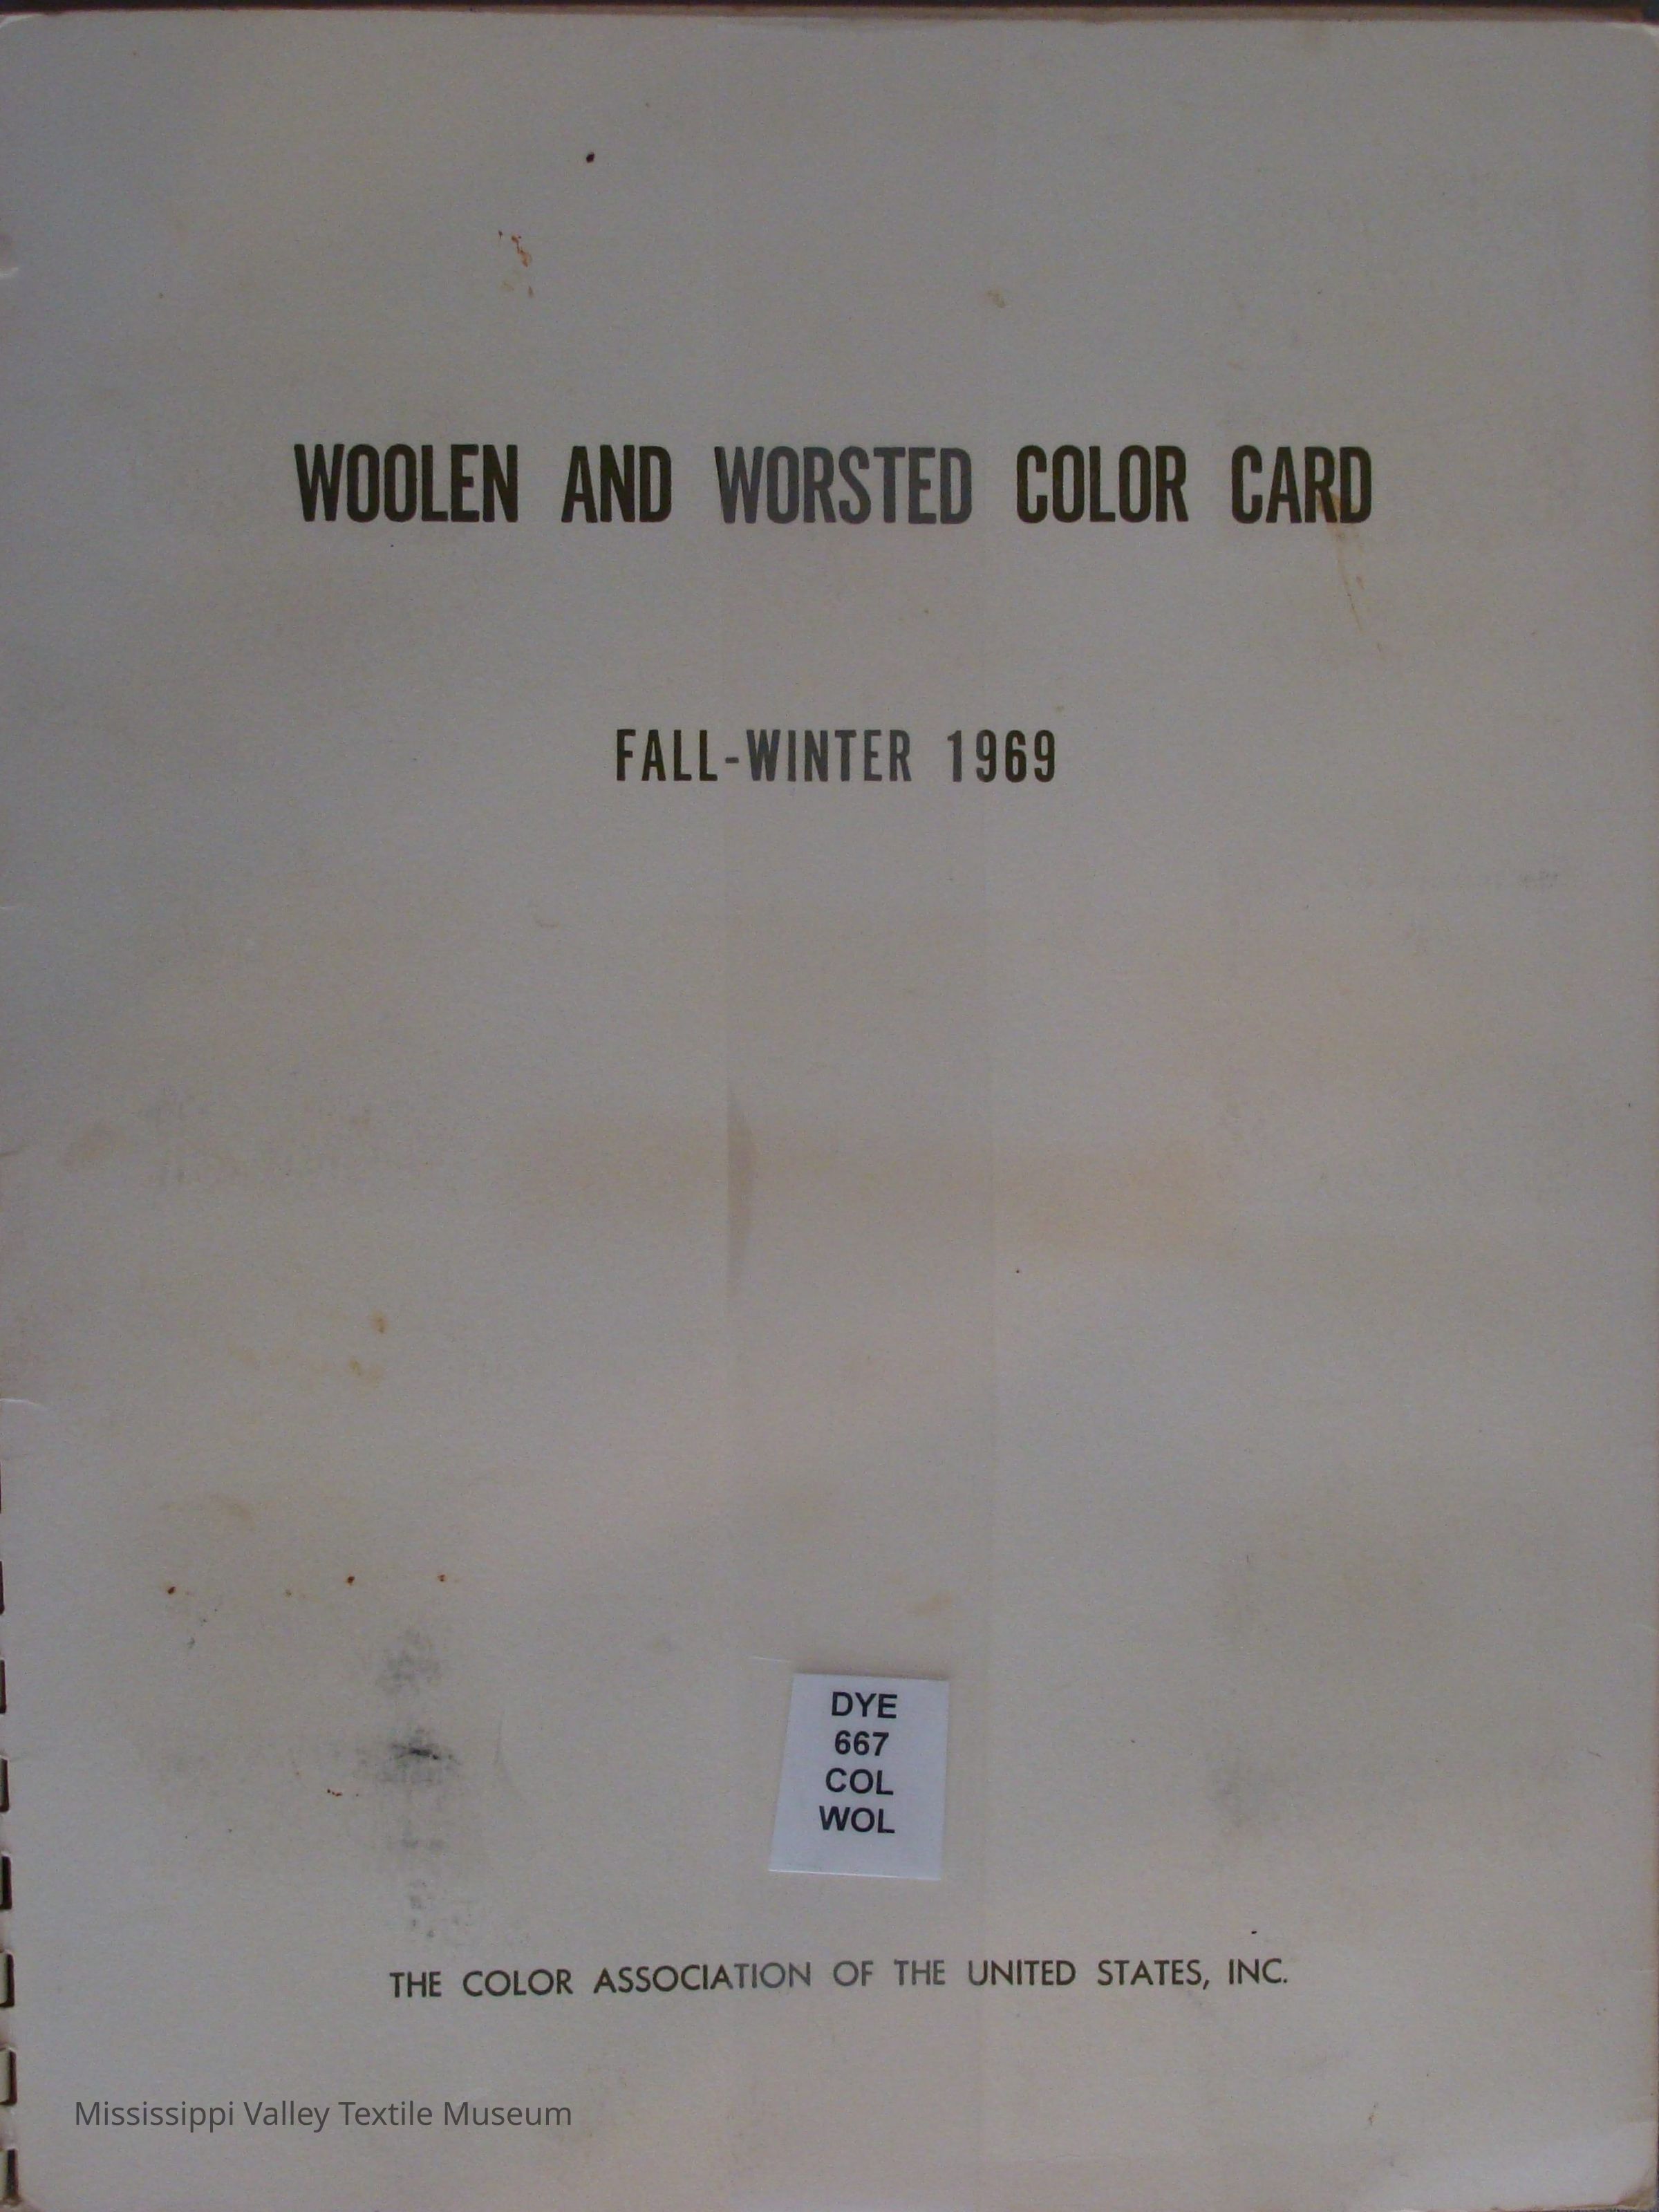 WOOLEN AND WORSTED COLOR CARD
FALL-WINTER 1969
DYE
667
COL
WOL
THE COLOR ASSOCIATION OF THE UNITED STATES, INC.
Mississippi Valley Textile Museum